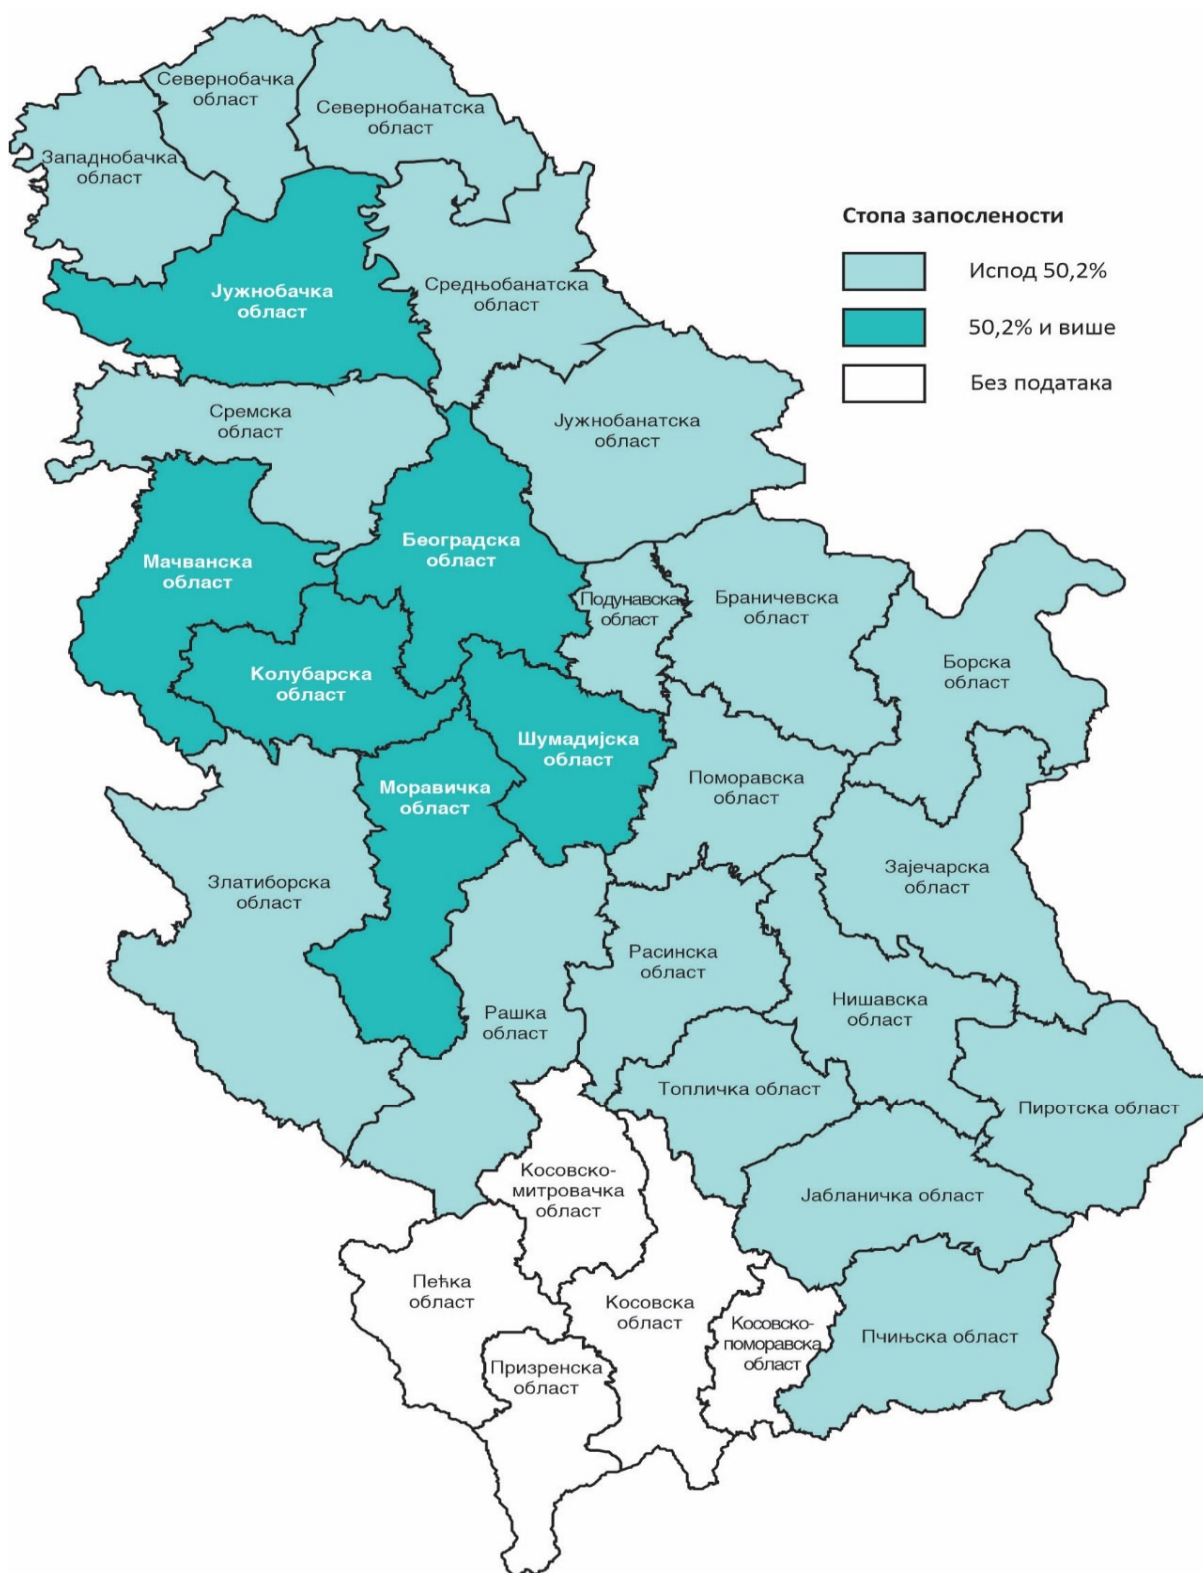 Севернобачка
област
Севернобанатска
област
Западнобачка
област
Стопа запослености
Испод 50,2%
50,2% и више
Без података
Јужнобачка
област
Средњобанатска
област
Сремска
област
Јужнобанатска
област
Мачванска
област
Београдска
област
Подунавска
област
Браничевска
област
Борска
област
Колубарска
област
Шумадијска
област
Моравичка
област
Поморавска
област
Златиборска
област
Зајечарска
област
Расинска
област
Нишавска
област
Рашка
област
Топличка област
Пиротска област
Јабланичка област
Косовско-
митровачка
област
Пећка
област
Косовска
област
Косовско-
поморавска
област
Пчињска област
Призренска
област